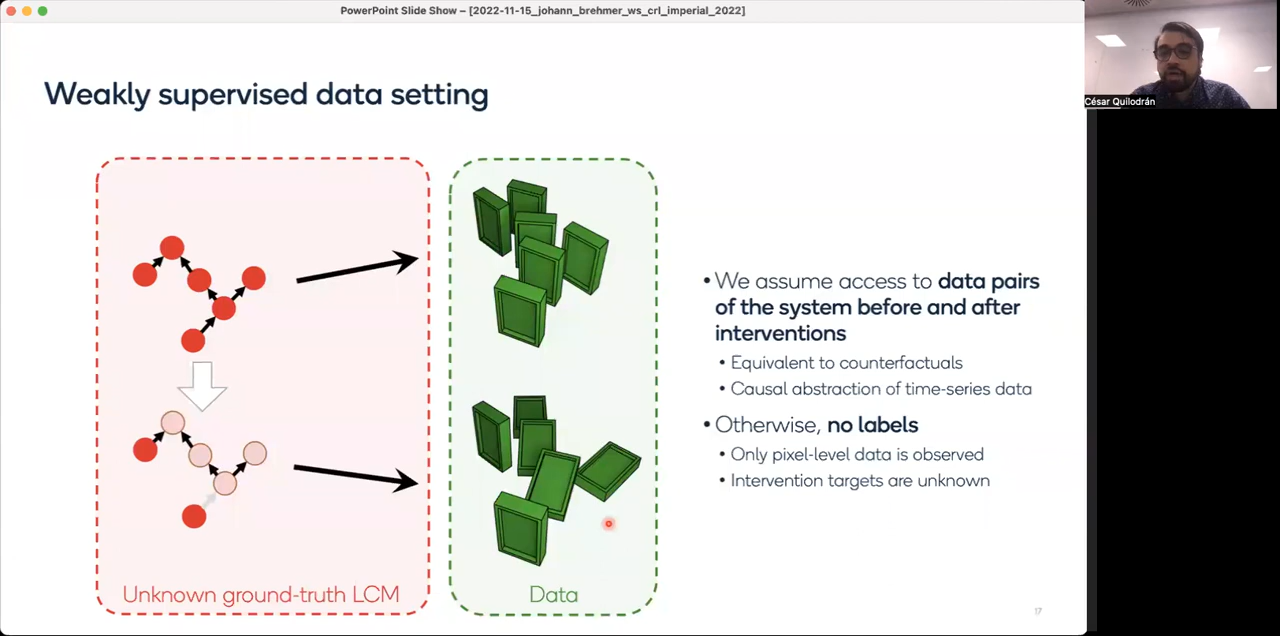 PowerPoint Slide Show – [2022-11-15_johann_brehmer_ws_crl_imperial_2022]
César Quilodrán
Weakly supervised data setting
Unknown ground-truth LCM
Data
• We assume access to data pairs
of the system before and after
interventions
• Equivalent to counterfactuals
• Causal abstraction of time-series data
• Otherwise, no labels
• Only pixel-level data is observed
• Intervention targets are unknown
17